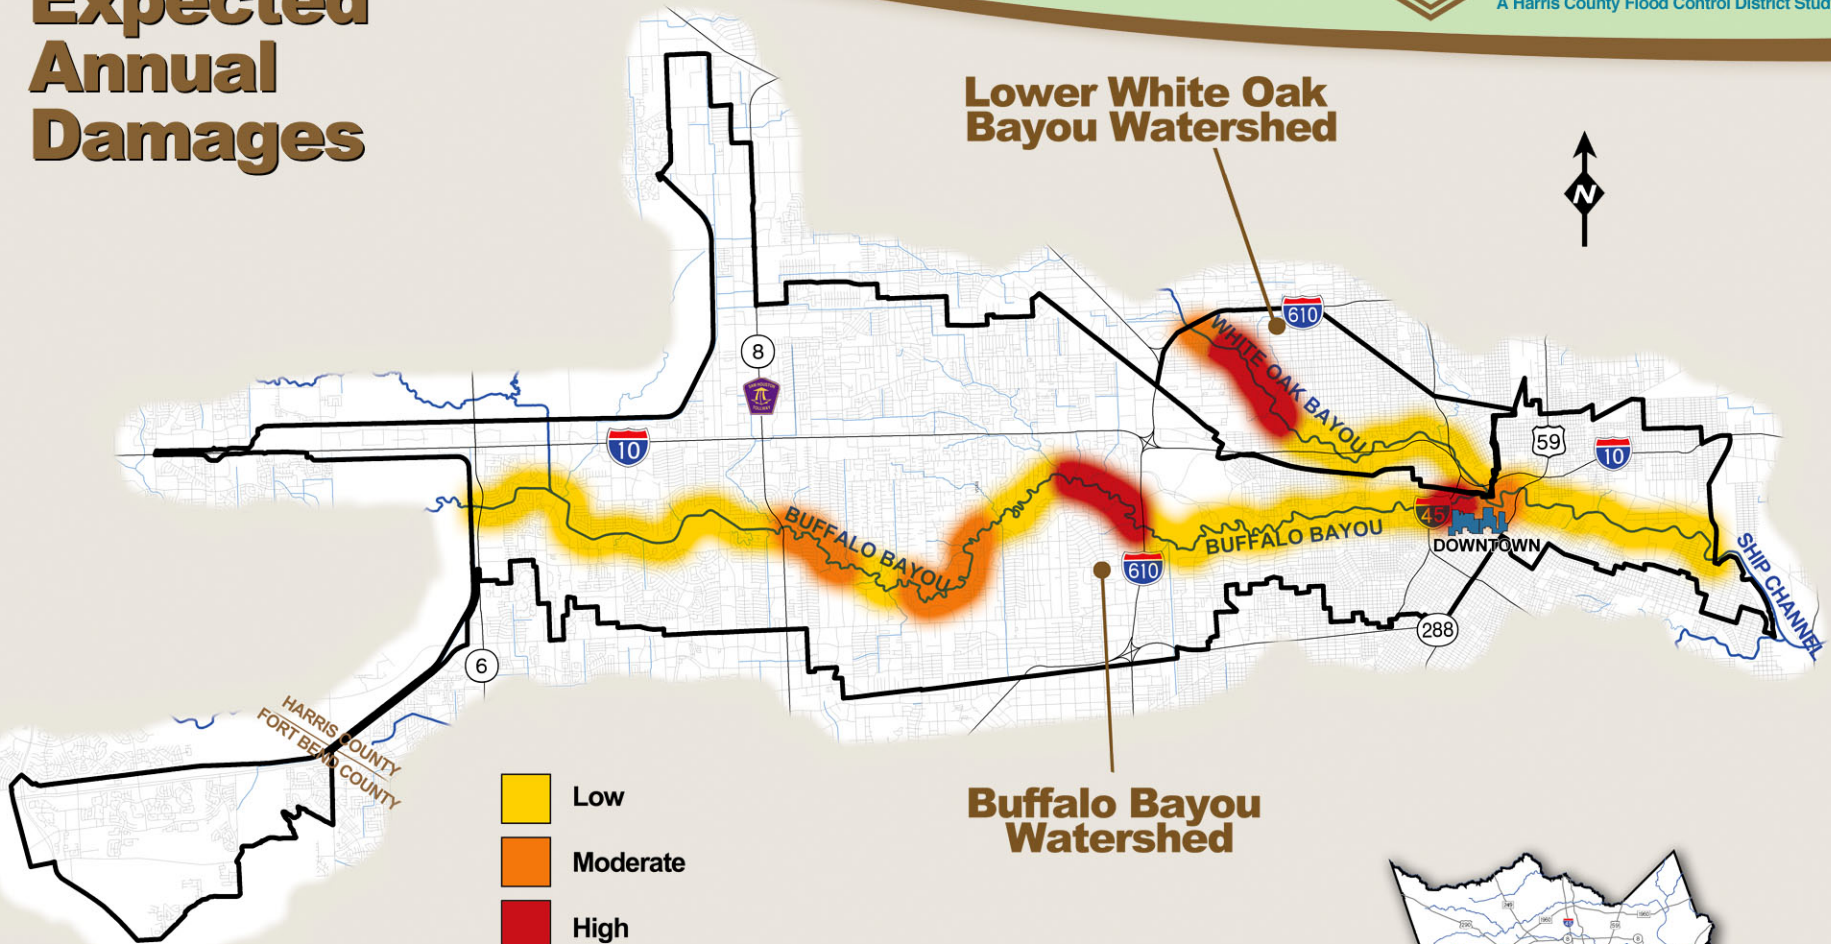 Expected
Annual
Damages
A Harris County Flood Control District Stud
Lower White Oak
Bayou Watershed
N
610
8
WHITE OAK BAYOU
59
10
10
BUFFALO BAYOU
BUFFALO BAYOU
45
DOWNTOWN
SHIP CHANNEL
610
288
6
HARRIS COUNTY
FORT BEND COUNTY
Low
Moderate
High
Buffalo Bayou
Watershed